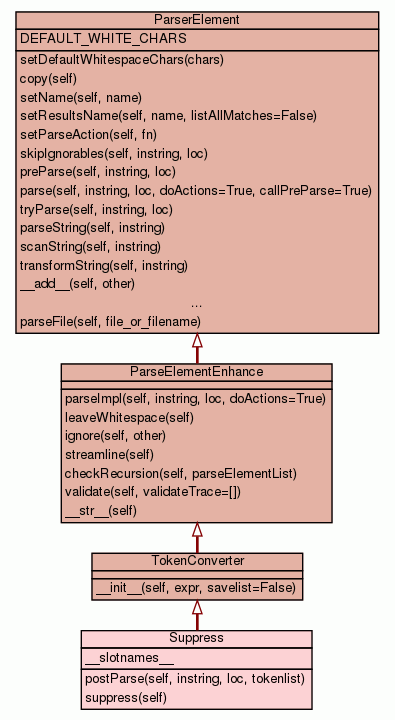 ParserElement
DEFAULT_WHITE_CHARS
setDefaultWhitespaceChars(chars)
copy(self)
setName(self, name)
setResultsName(self, name, listAllMatches=False)
setParseAction(self, fn)
skipIgnorables(self, instring, loc)
preParse(self, instring, loc)
parse(self, instring, loc, doActions=True, callPreParse=True)
tryParse(self, instring, loc)
parseString(self, instring)
scanString(self, instring)
transformString(self, instring)
__add__(self, other)
...
parseFile(self, file_or_filename)
ParseElementEnhance
parseImpl(self, instring, loc, doActions=True)
leaveWhitespace(self)
ignore(self, other)
streamline(self)
checkRecursion(self, parseElementList)
validate(self, validateTrace=[])
__str__(self)
TokenConverter
__init__(self, expr, savelist=False)
Suppress
__slotnames__
postParse(self, instring, loc, tokenlist)
suppress(self)